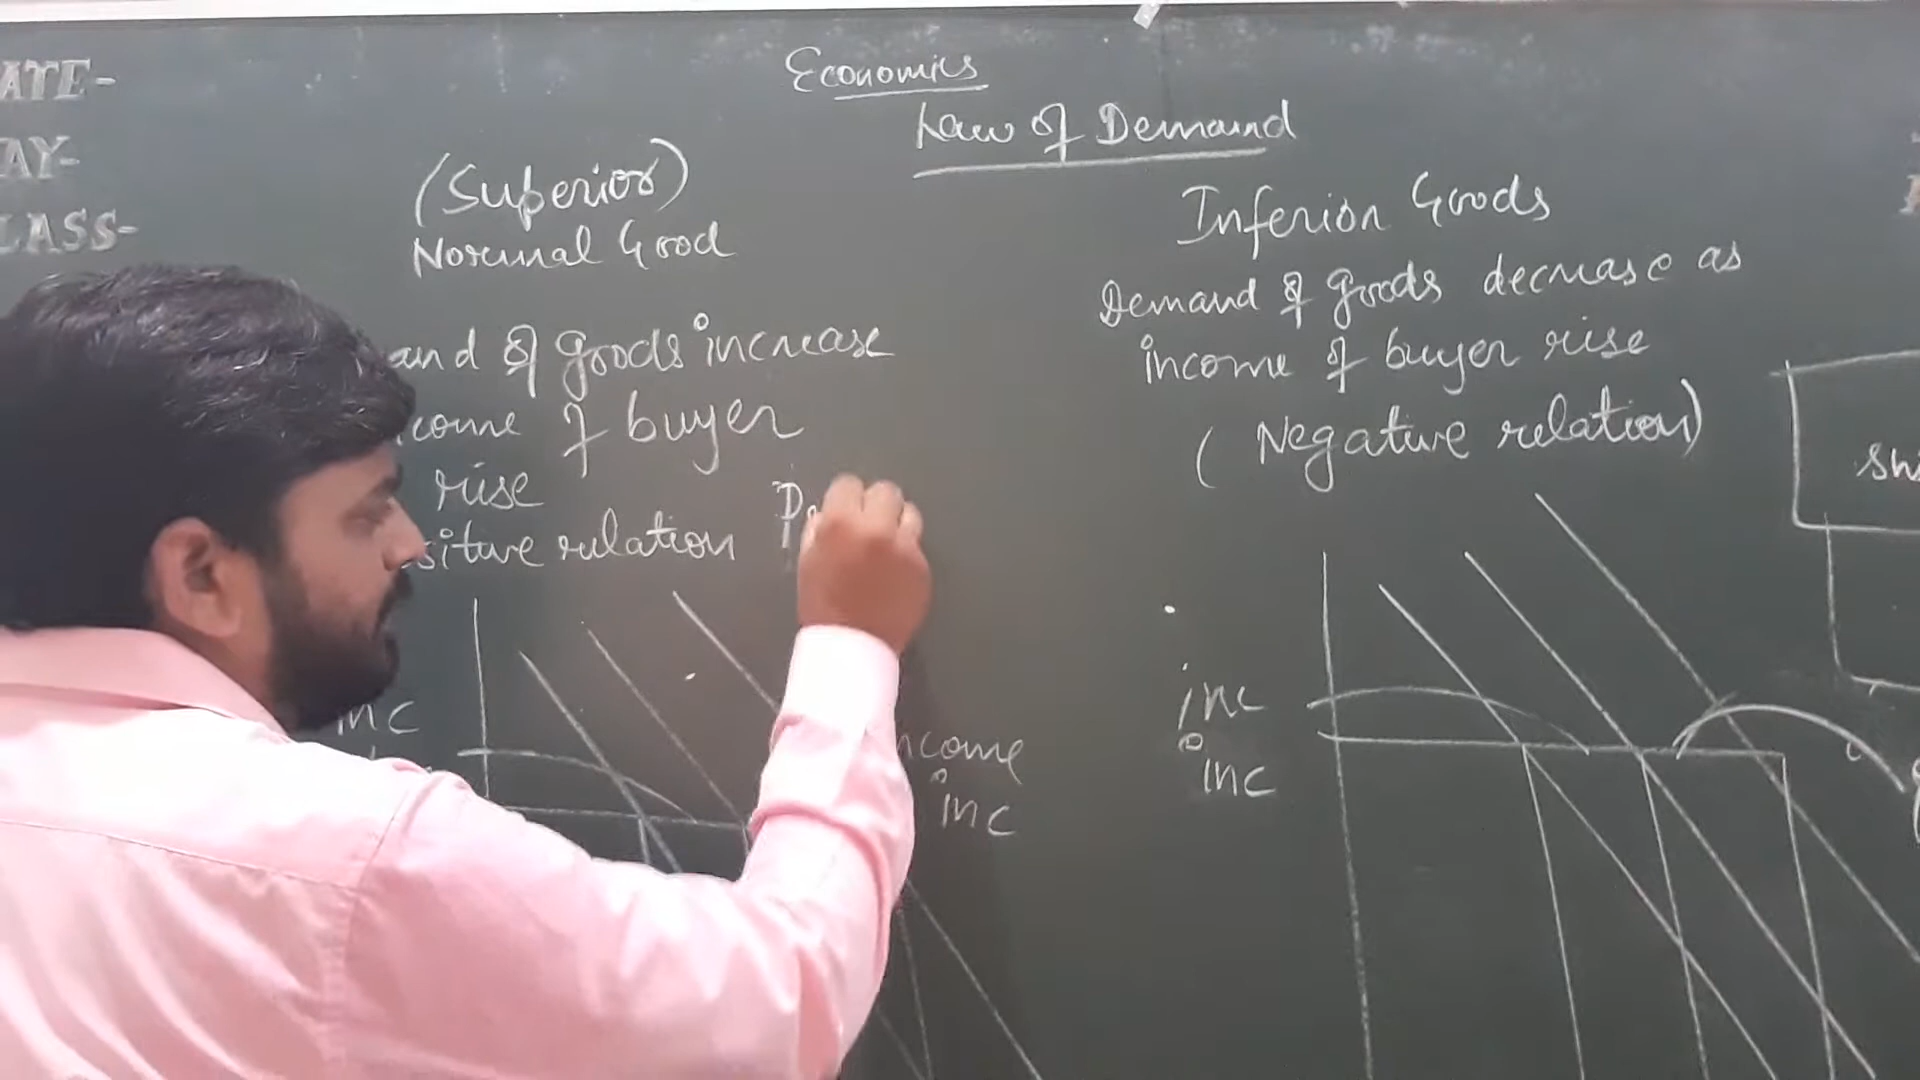 ATE-
AY-
LASS-
Economics
Law of Demand
(Superior)
Normal Good
and of goods increase
come of buyer
rise
sitive relation
inc
ncome
inc
Inferior Goods
Demand of goods decrease as
income of buyer rise
(Negative relation)
inc
inc